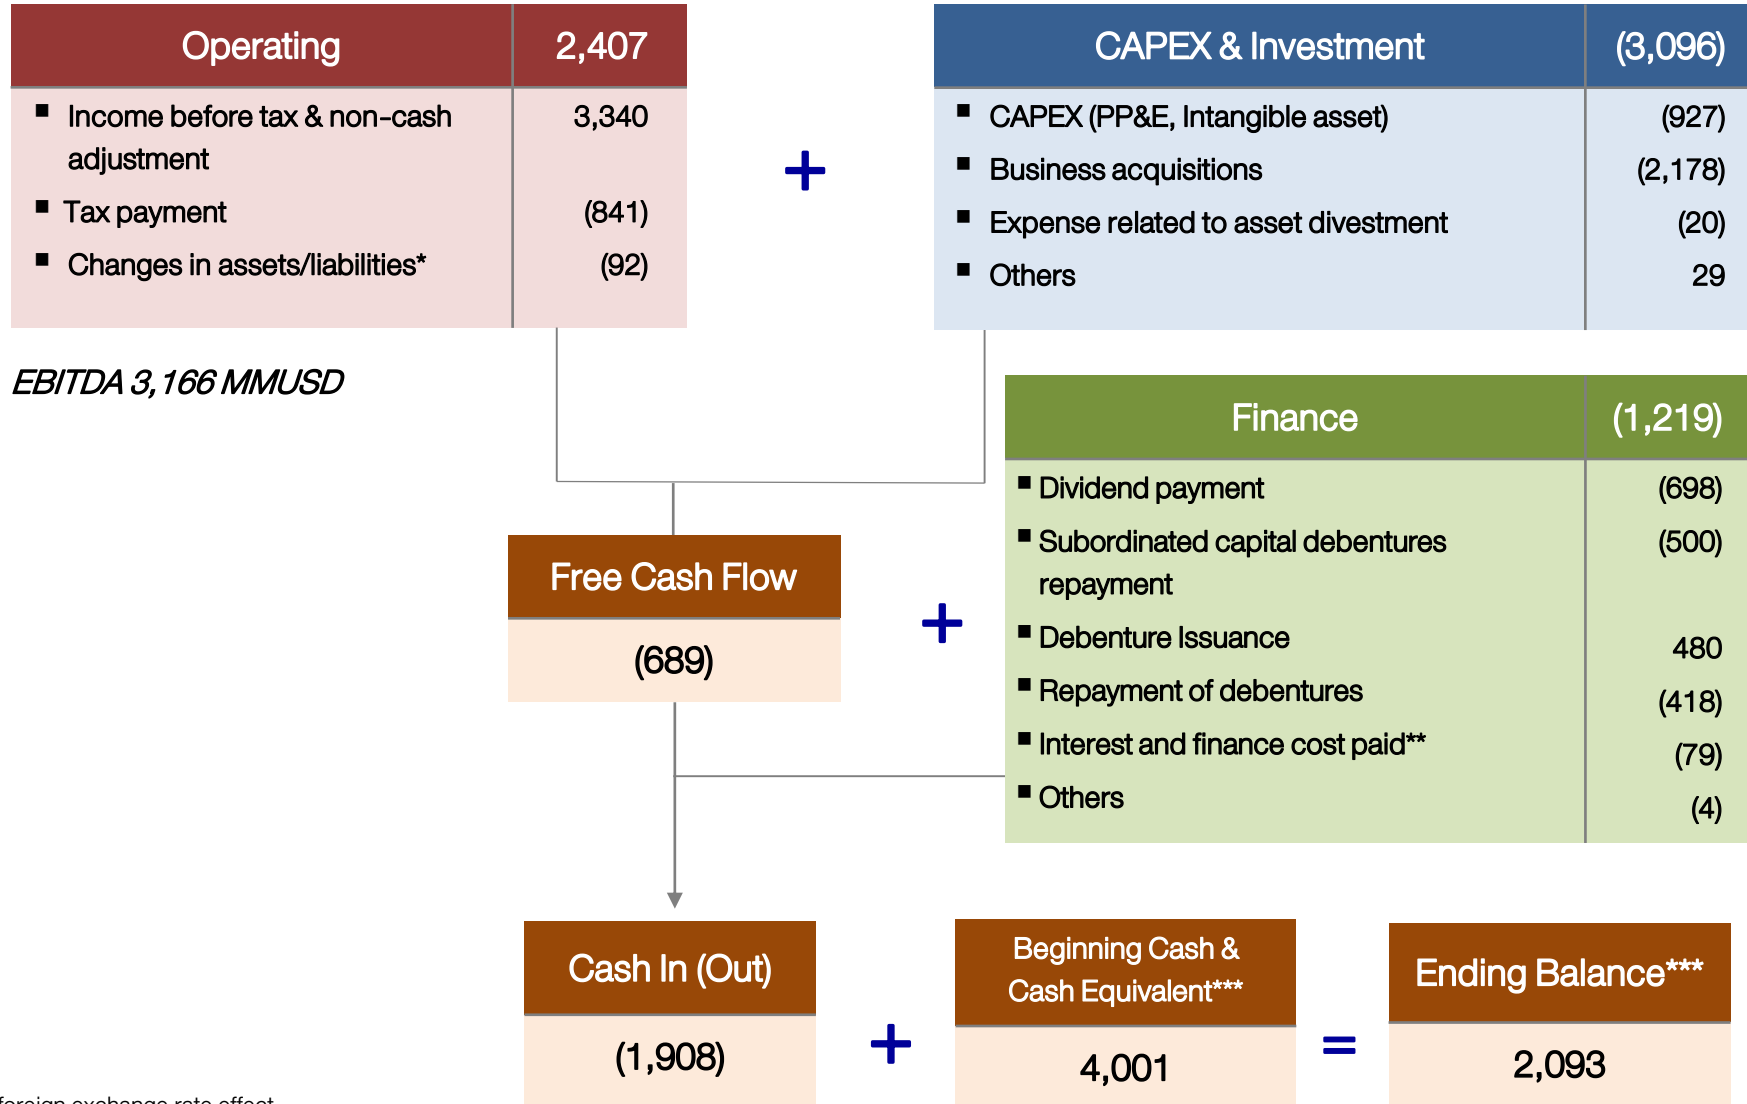 Operating 2,407
■ Income before tax & non-cash 3,340
adjustment
■ Tax payment (841)
■ Changes in assets/liabilities* (92)
+
CAPEX & Investment (3,096)
■ CAPEX (PP&E, Intangible asset) (927)
■ Business acquisitions (2,178)
■ Expense related to asset divestment (20)
■ Others 29
EBITDA 3,166 MMUSD
Finance (1,219)
■ Dividend payment (698)
■ Subordinated capital debentures (500)
repayment
■ Debenture Issuance 480
■ Repayment of debentures (418)
■ Interest and finance cost paid** (79)
■ Others (4)
Free Cash Flow
(689)
+
Cash In (Out)
(1,908)
+
Beginning Cash &
Cash Equivalent***
4,001
=
Ending Balance***
2,093
foreign exchange rate effect